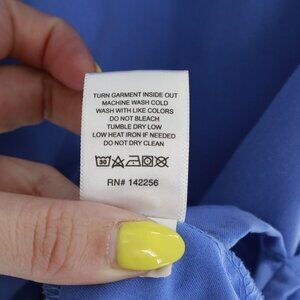 TURN GARMENT INSIDE OUT
MACHINE WASH COLD
WASH WITH LIKE COLORS
DO NOT BLEACH
TUMBLE DRY LOW
LOW HEAT IRON IF NEEDED
DO NOT DRY CLEAN
30
RN# 142256